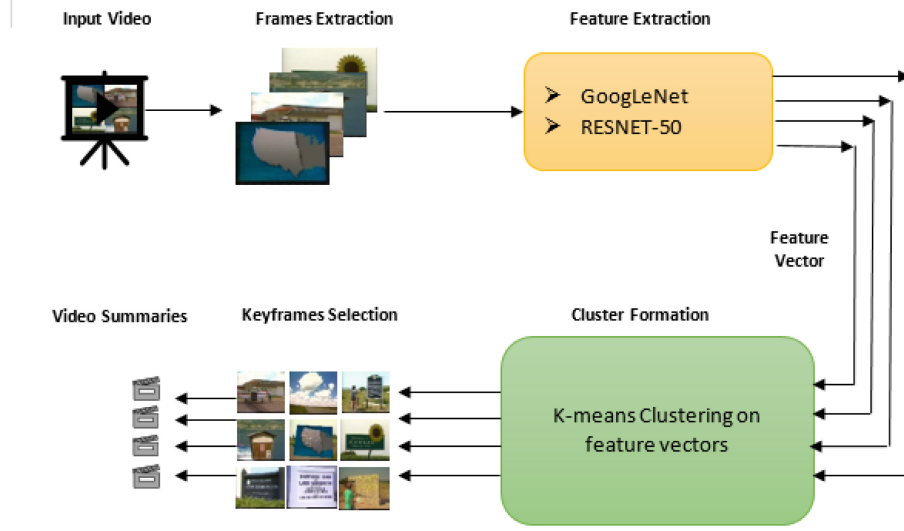 Input Video
Frames Extraction
Feature Extraction
➢ GoogLeNet
➢ RESNET-50
Feature
Vector
Video Summaries
Keyframes Selection
Cluster Formation
K-means Clustering on
feature vectors